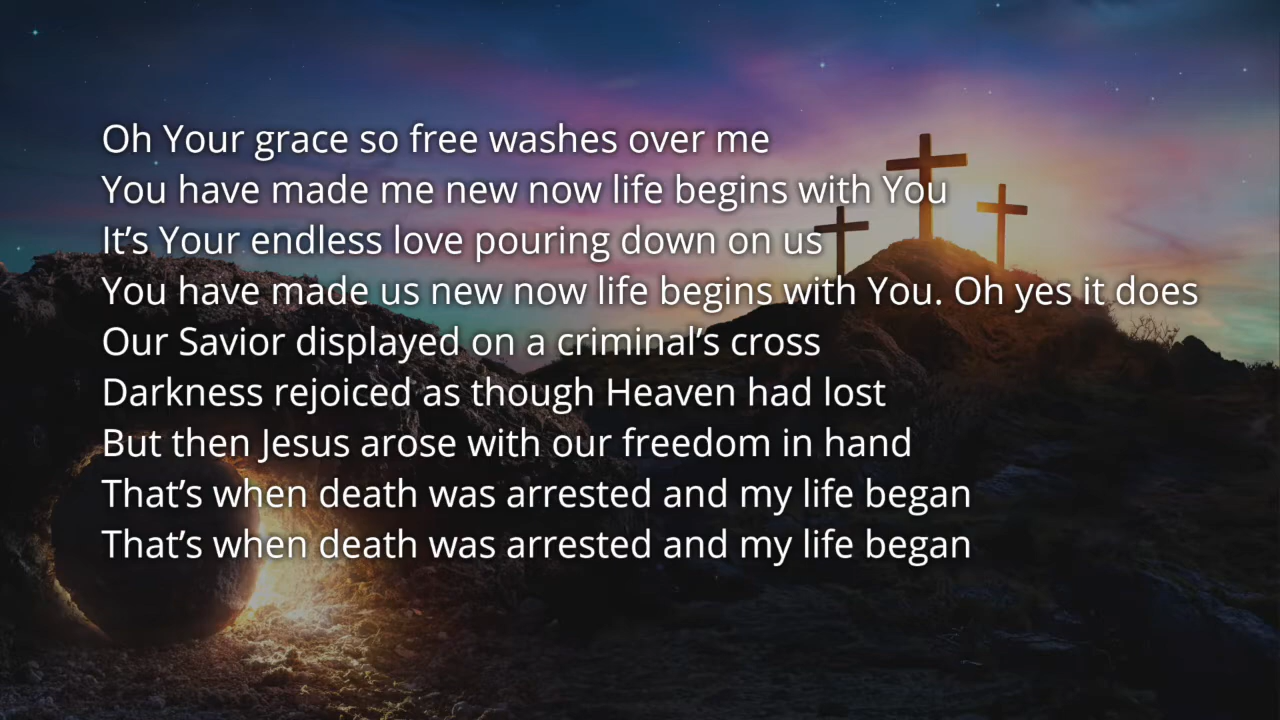 Oh Your grace so free washes over me
You have made me new now life begins with You
It’s Your endless love pouring down on us
You have made us new now life begins with You. Oh yes it does
Our Savior displayed on a criminal’s cross
Darkness rejoiced as though Heaven had lost
But then Jesus arose with our freedom in hand
That’s when death was arrested and my life began
That’s when death was arrested and my life began